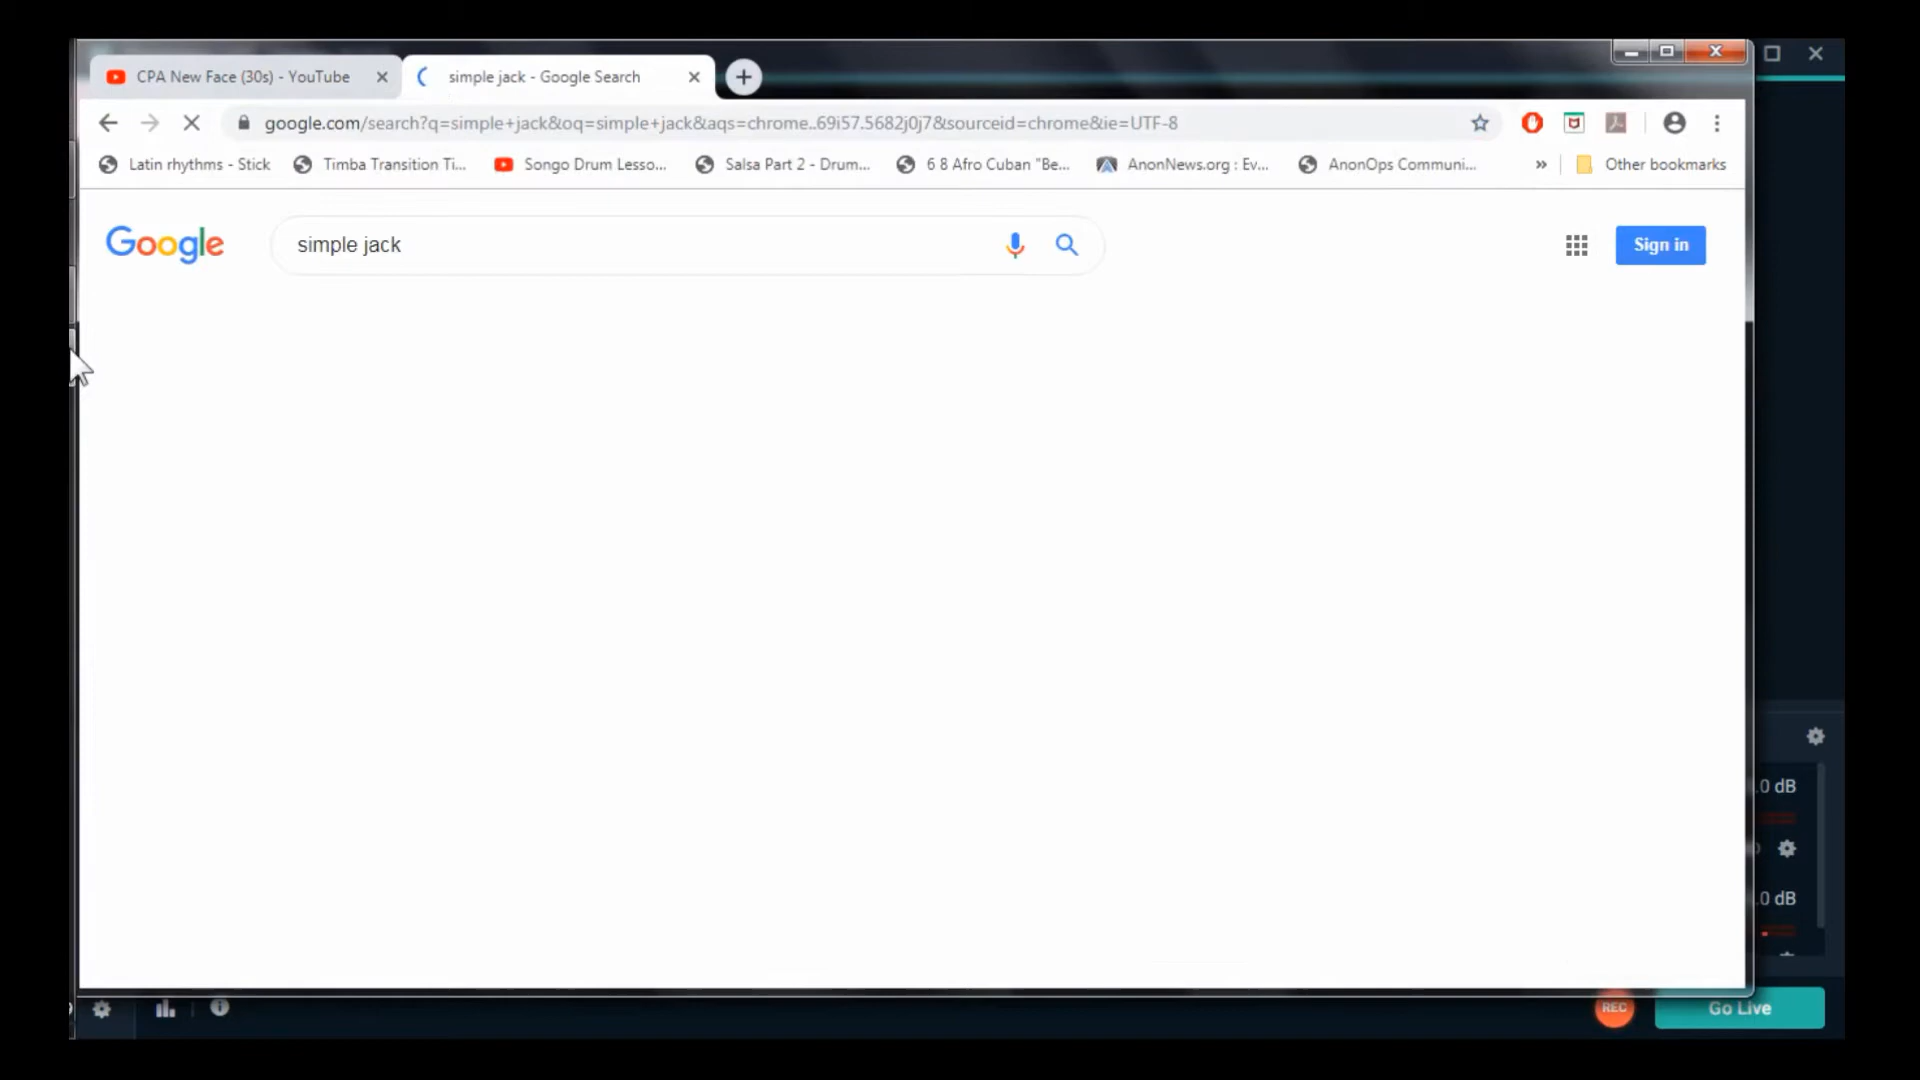 CPA New Face (30s) - YouTube
simple jack - Google Search
google.com/search?q=simple+jack&oq=simple+jack&aqs=chrome..69i57.5682j0j7&sourceid=chrome&ie=UTF-8
Latin rhythms - Stick
Timba Transition Ti...
Songo Drum Lesso...
Salsa Part 2 - Drum...
6 8 Afro Cuban "Be...
AnonNews.org : Ev...
AnonOps Communi...
»
Other bookmarks
Google
simple jack
Sign in
.0 dB
.0 dB
REC
Go Live